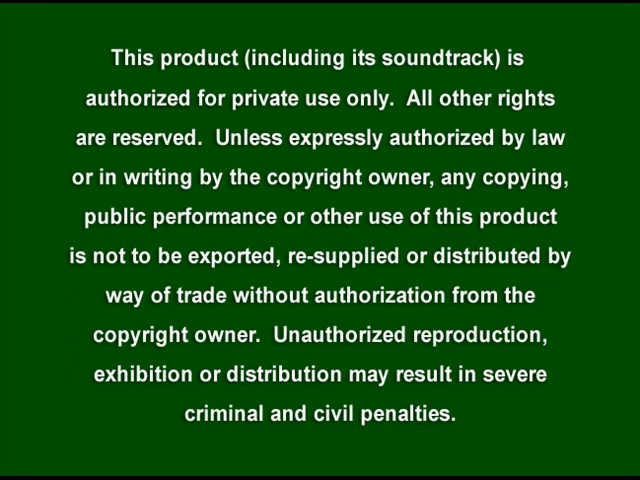 This product (including its soundtrack) is
authorized for private use only.  All other rights
are reserved.  Unless expressly authorized by law
or in writing by the copyright owner, any copying,
public performance or other use of this product
is not to be exported, re-supplied or distributed by
way of trade without authorization from the
copyright owner.  Unauthorized reproduction,
exhibition or distribution may result in severe
criminal and civil penalties.